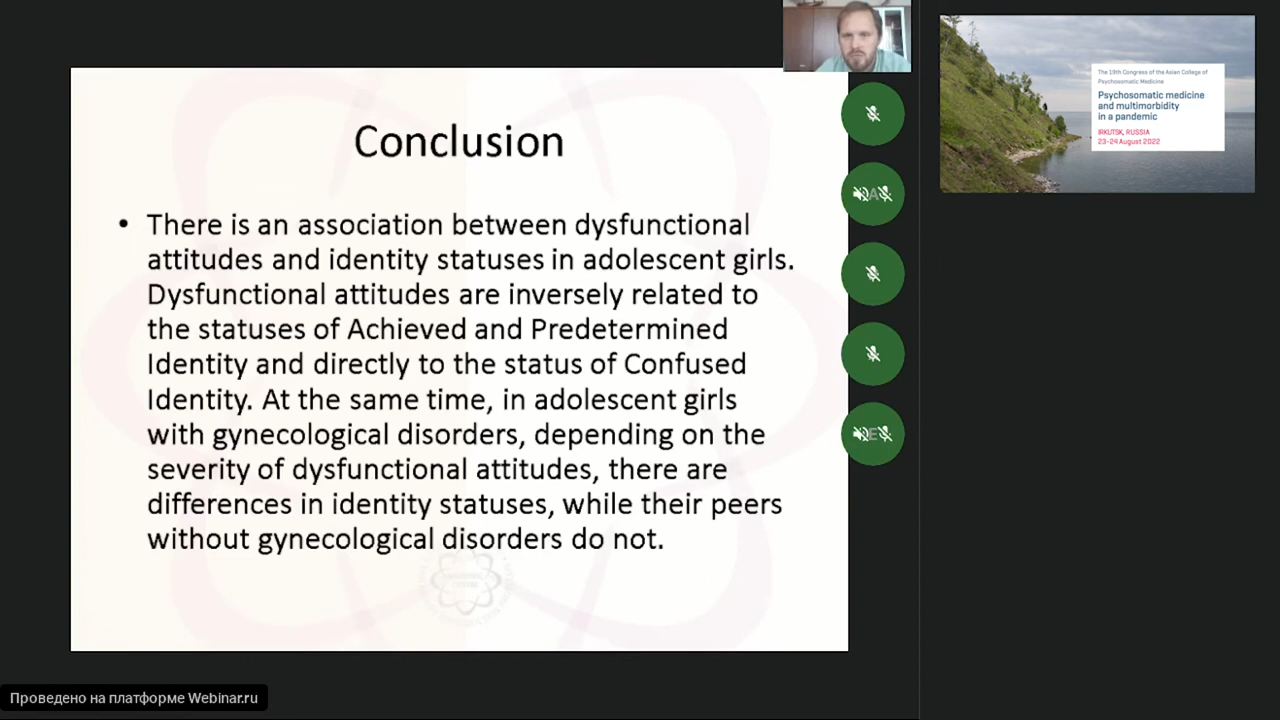 Conclusion
• There is an association between dysfunctional
attitudes and identity statuses in adolescent girls.
Dysfunctional attitudes are inversely related to
the statuses of Achieved and Predetermined
Identity and directly to the status of Confused
Identity. At the same time, in adolescent girls
with gynecological disorders, depending on the
severity of dysfunctional attitudes, there are
differences in identity statuses, while their peers
without gynecological disorders do not.
The 19th Congress of the Asian College of
Psychosomatic Medicine
Psychosomatic medicine
and multimorbidity
in a pandemic
IRKUTSK, RUSSIA
23-24 August 2022
A
E
Проведено на платформе Webinar.ru